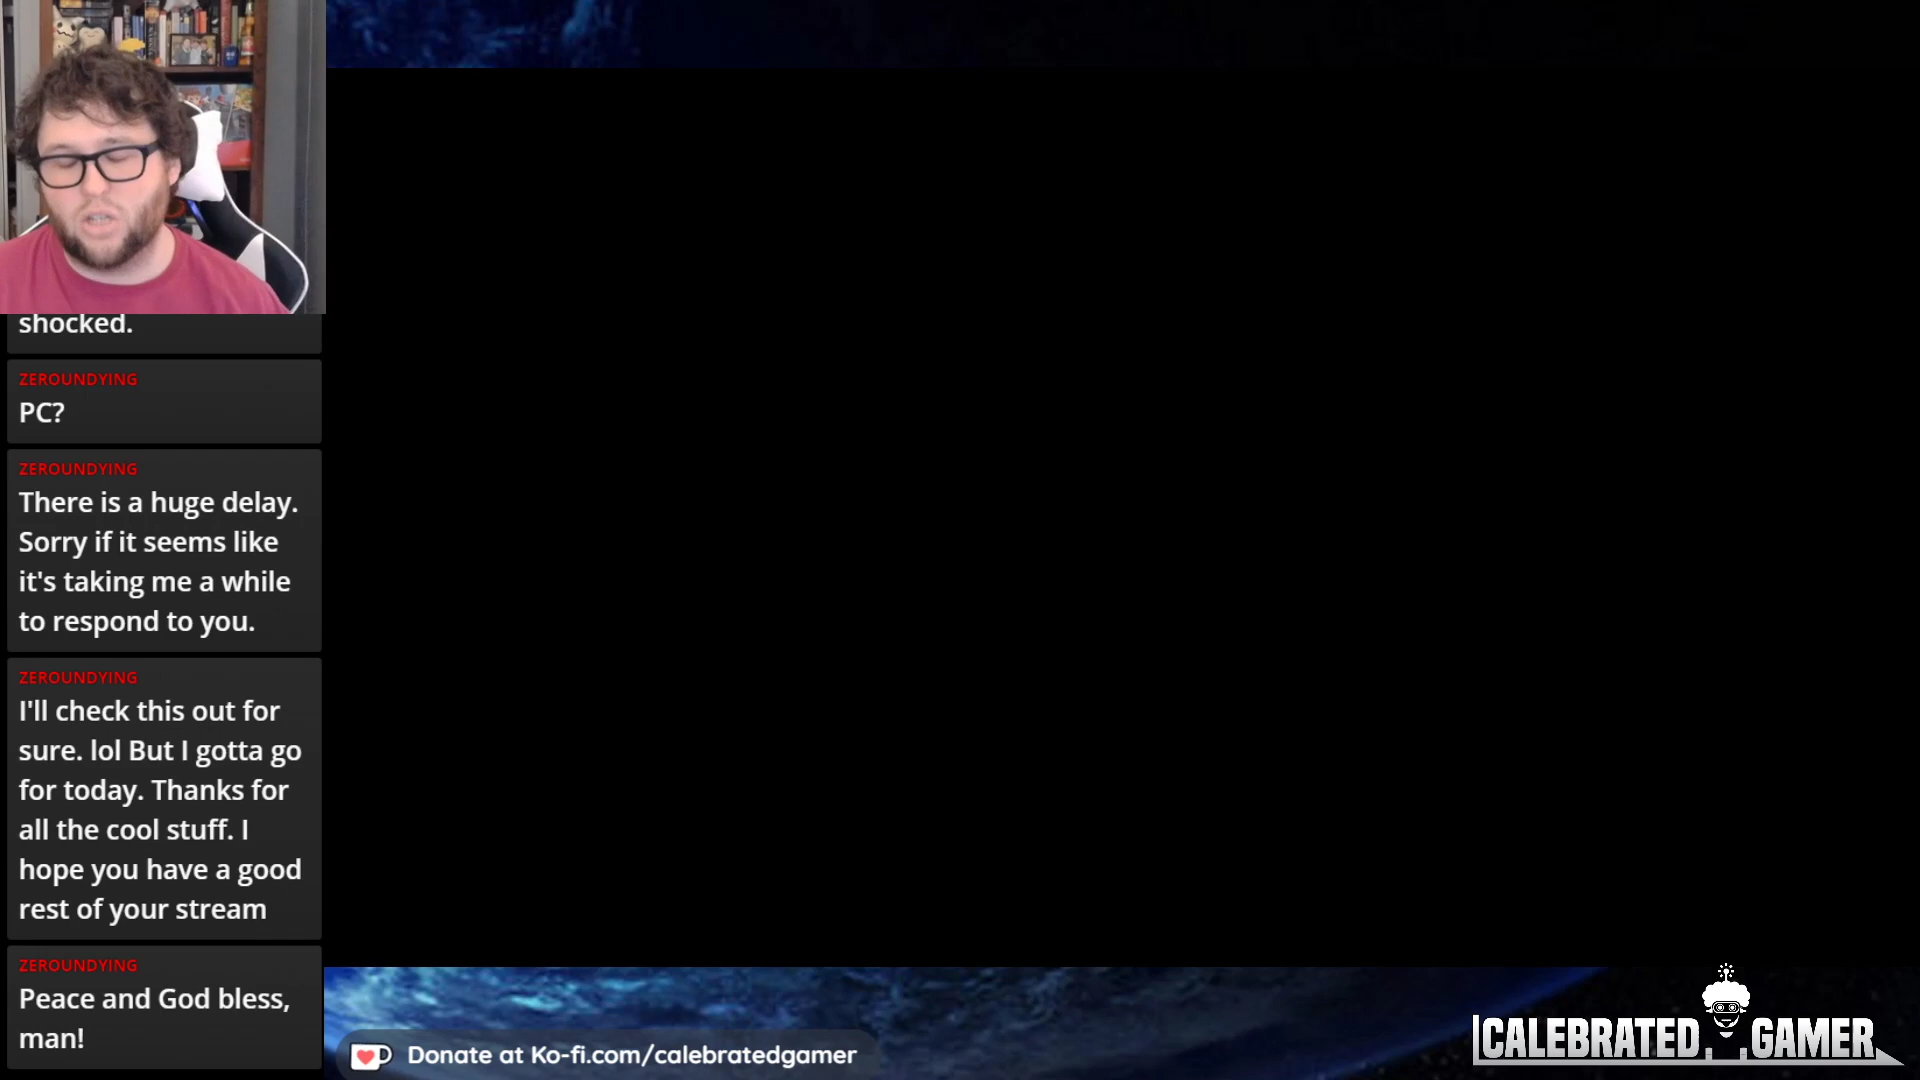 shocked.
ZEROUNDYING
PC?
ZEROUNDYING
There is a huge delay.
Sorry if it seems like
it's taking me a while
to respond to you.
ZEROUNDYING
I'll check this out for
sure. lol But I gotta go
for today. Thanks for
all the cool stuff. I
hope you have a good
rest of your stream
ZEROUNDYING
Peace and God bless,
man!
Donate at Ko-fi.com/calebratedgamer
CALEBRATED GAMER